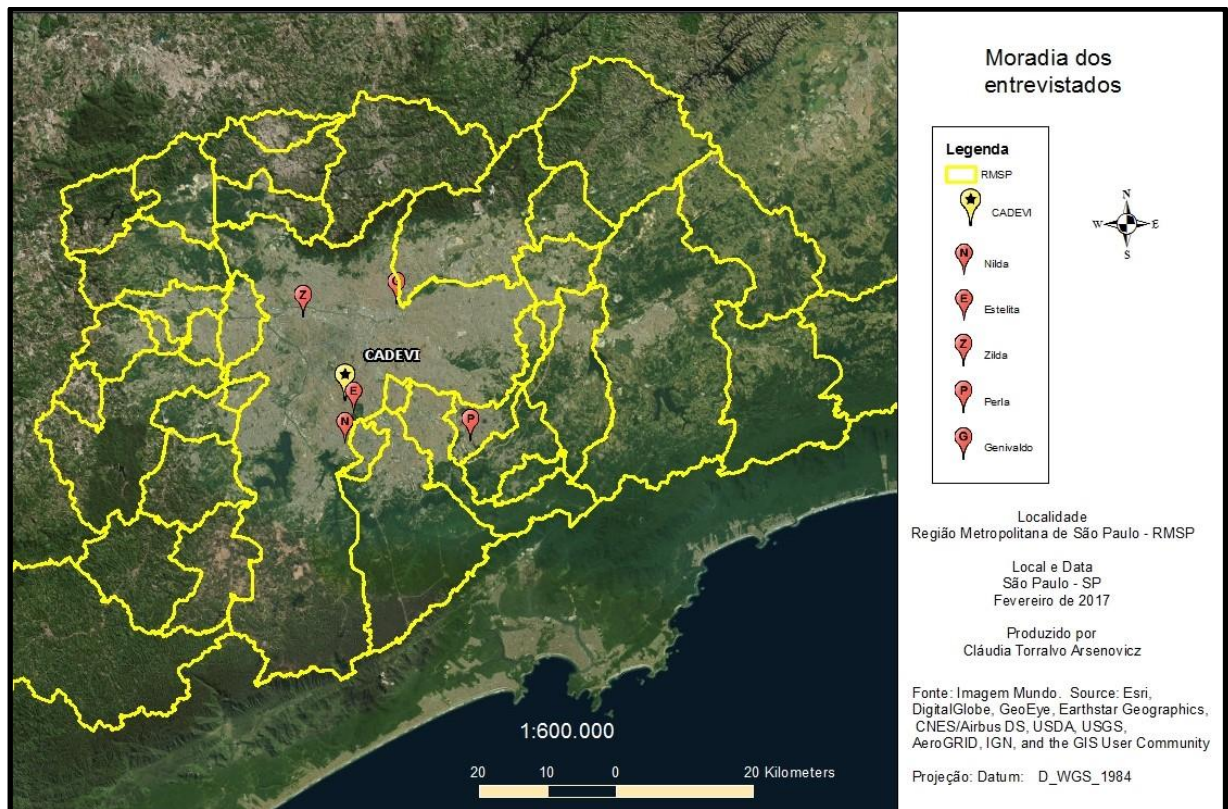 Moradia dos
entrevistados
Legenda
RMSP
CADEVI
Nilda
Estelita
Zilda
Perla
Genivaldo
N
E
Z
P
G
N
W E
S
Z
G
CADEVI
E
N
P
1:600.000
20 10 0 20 Kilometers
Localidade
Região Metropolitana de São Paulo - RMSP
Local e Data
São Paulo - SP
Fevereiro de 2017
Produzido por
Cláudia Torralvo Arsenovicz
Fonte: Imagem Mundo. Source: Esri,
DigitalGlobe, GeoEye, Earthstar Geographics,
CNES/Airbus DS, USDA, USGS,
AeroGRID, IGN, and the GIS User Community
Projeção: Datum: D_WGS_1984